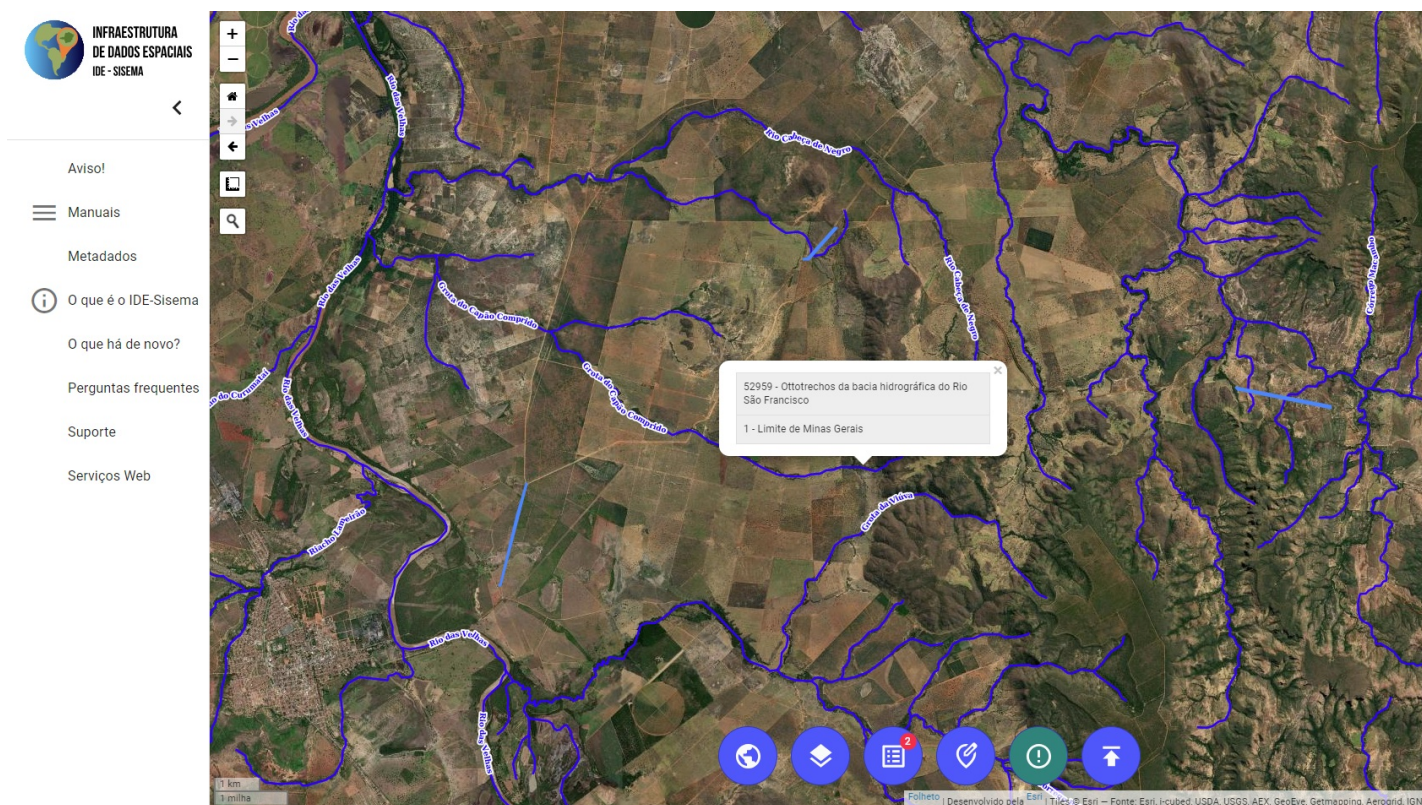 INFRAESTRUTURA
DE DADOS ESPACIAIS
IDE - SISEMA
Aviso!
Manuais
Metadados
O que é o IDE-Sisema
O que há de novo?
Perguntas frequentes
Suporte
Serviços Web
+
−
Rio das Velhas
Rio Cabeça de Negro
Rio das Velhas
Grota do Capão Comprido
Rio Cabeça de Negro
52959 - Ottotrechos da bacia hidrográfica do Rio
São Francisco
1 - Limite de Minas Gerais
×
Grota do Capão Comprido
Rio das Velhas
Grota da Viúva
Riacho Lameirão
Rio das Velhas
Rio das Velhas
2
1 km
1 milha
Folheto | Desenvolvido pela Esri | Tiles © Esri — Fonte: Esri, i-cubed, USDA, USGS, AEX, GeoEye, Getmapping, Aerogrid, IGN